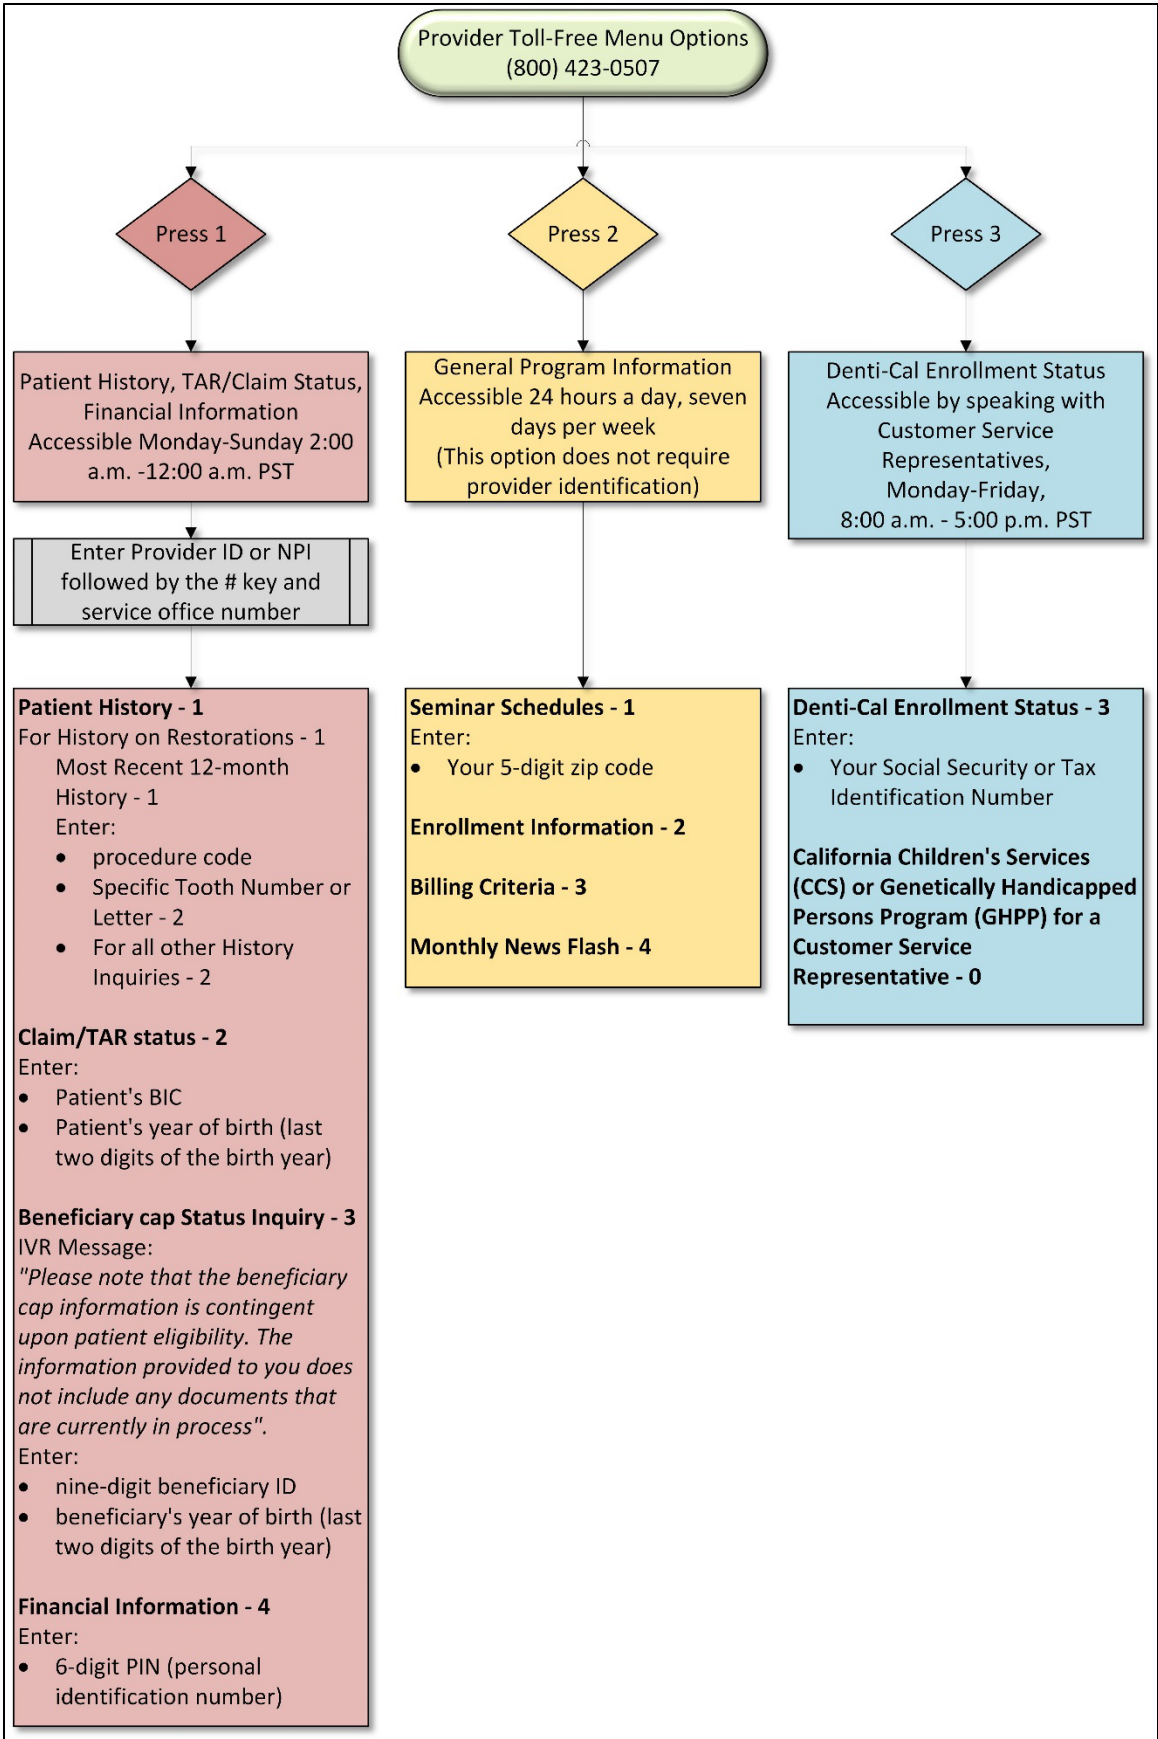 Provider Toll-Free Menu Options
(800) 423-0507
Press 1
Press 2
Press 3
Patient History, TAR/Claim Status,
Financial Information
Accessible Monday-Sunday 2:00
a.m. -12:00 a.m. PST
General Program Information
Accessible 24 hours a day, seven
days per week
(This option does not require
provider identification)
Denti-Cal Enrollment Status
Accessible by speaking with
Customer Service
Representatives,
Monday-Friday,
8:00 a.m. - 5:00 p.m. PST
Enter Provider ID or NPI
followed by the # key and
service office number
Patient History - 1
For History on Restorations - 1
Most Recent 12-month
History - 1
Enter:
• procedure code
• Specific Tooth Number or
Letter - 2
• For all other History
Inquiries - 2
Claim/TAR status - 2
Enter:
• Patient's BIC
• Patient's year of birth (last
two digits of the birth year)
Beneficiary cap Status Inquiry - 3
IVR Message:
"Please note that the beneficiary
cap information is contingent
upon patient eligibility. The
information provided to you does
not include any documents that
are currently in process".
Enter:
• nine-digit beneficiary ID
• beneficiary's year of birth (last
two digits of the birth year)
Financial Information - 4
Enter:
• 6-digit PIN (personal
identification number)
Seminar Schedules - 1
Enter:
• Your 5-digit zip code
Enrollment Information - 2
Billing Criteria - 3
Monthly News Flash - 4
Denti-Cal Enrollment Status - 3
Enter:
• Your Social Security or Tax
Identification Number
California Children's Services
(CCS) or Genetically Handicapped
Persons Program (GHPP) for a
Customer Service
Representative - 0